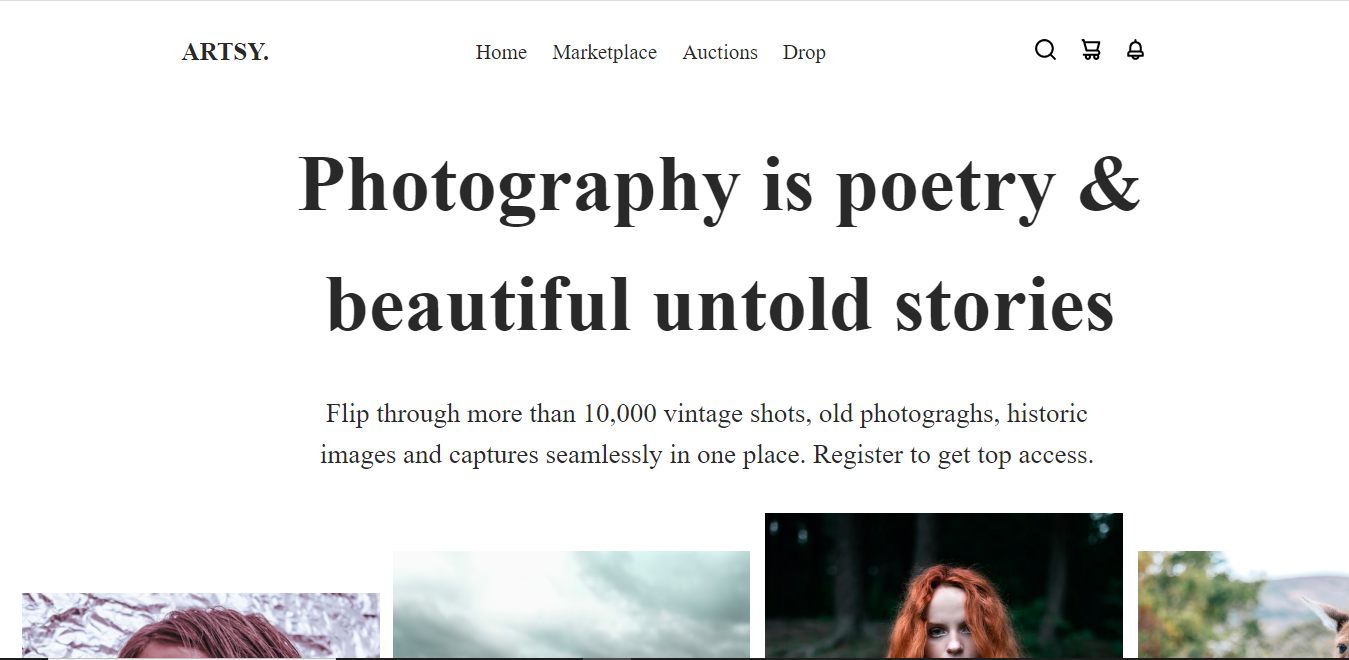 ARTSY.
Home Marketplace Auctions Drop
Photography is poetry &
beautiful untold stories
Flip through more than 10,000 vintage shots, old photograghs, historic
images and captures seamlessly in one place. Register to get top access.